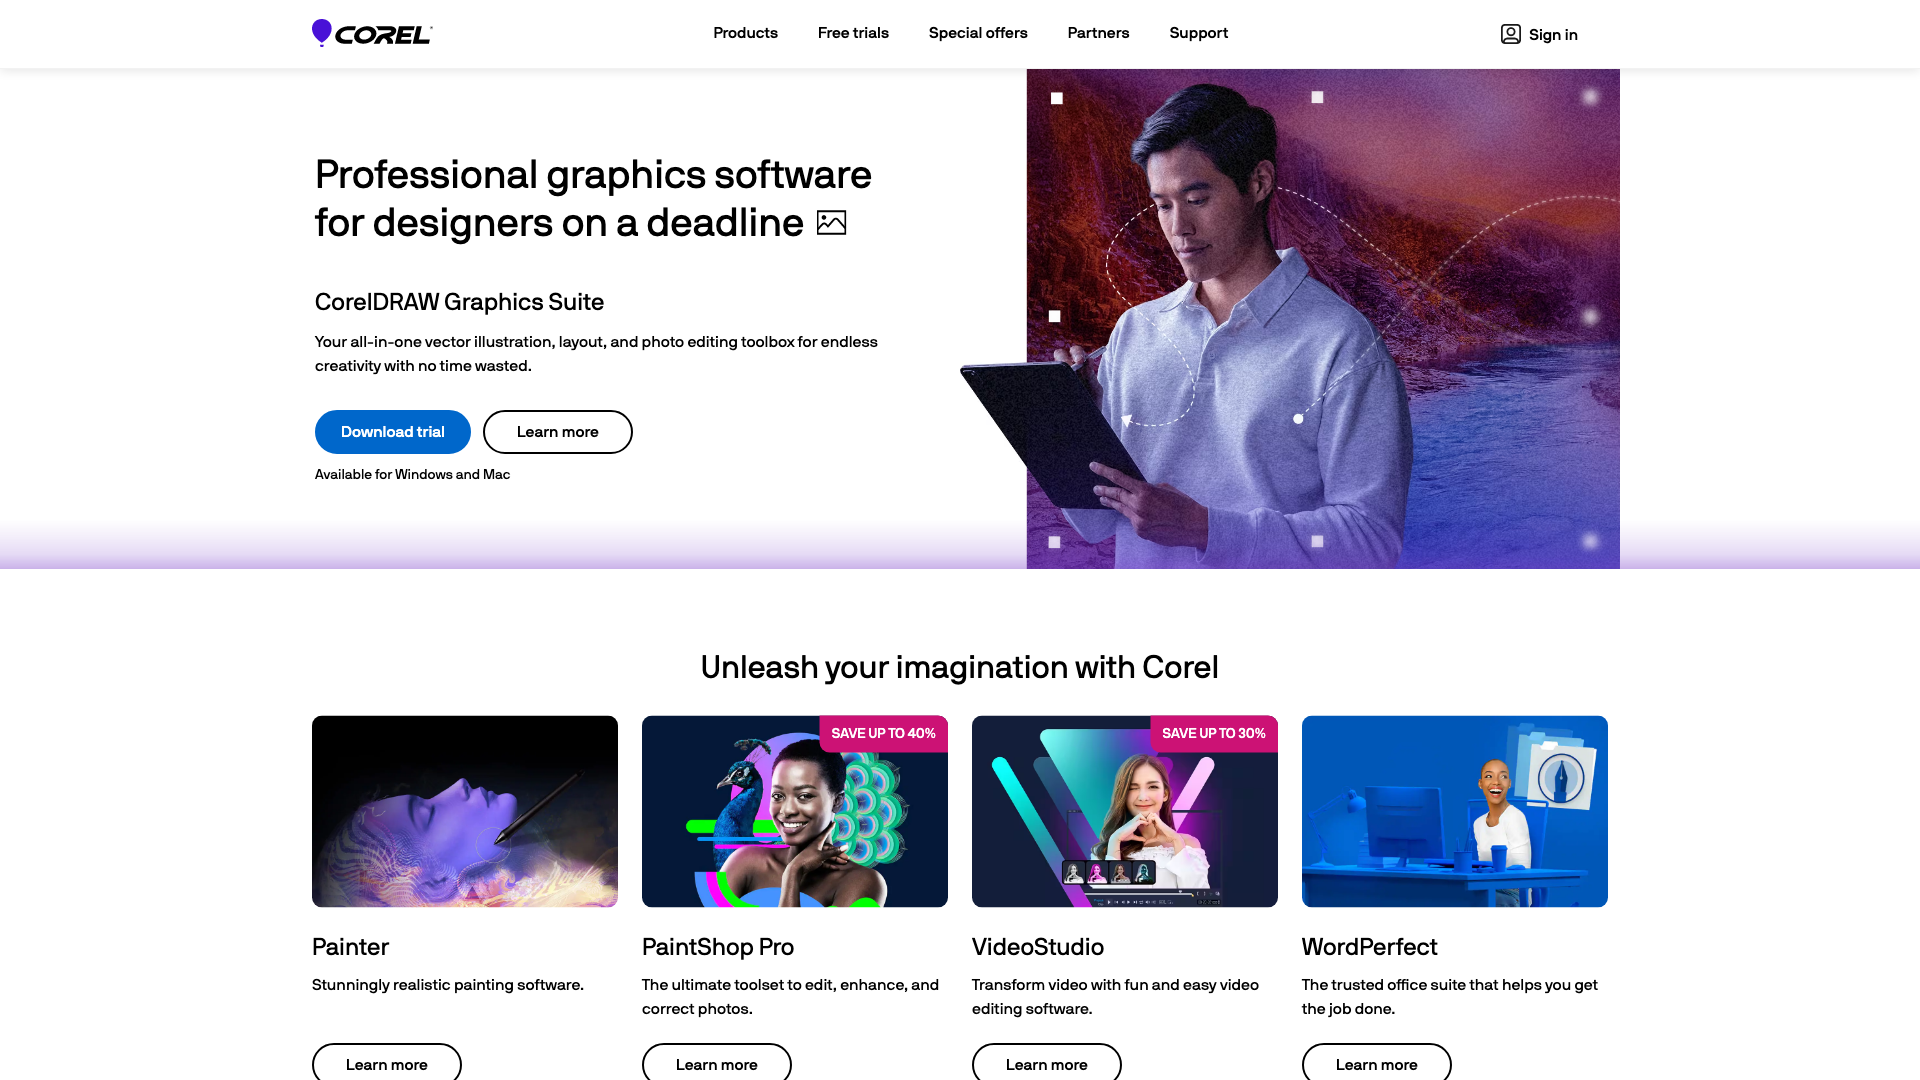 COREL
Products
Free trials
Special offers
Partners
Support
Sign in
Professional graphics software
for designers on a deadline
CorelDRAW Graphics Suite
Your all-in-one vector illustration, layout, and photo editing toolbox for endless
creativity with no time wasted.
Download trial
Learn more
Available for Windows and Mac
Unleash your imagination with Corel
SAVE UP TO 40%
SAVE UP TO 30%
Painter
Stunningly realistic painting software.
Learn more
PaintShop Pro
The ultimate toolset to edit, enhance, and
correct photos.
Learn more
VideoStudio
Transform video with fun and easy video
editing software.
Learn more
WordPerfect
The trusted office suite that helps you get
the job done.
Learn more